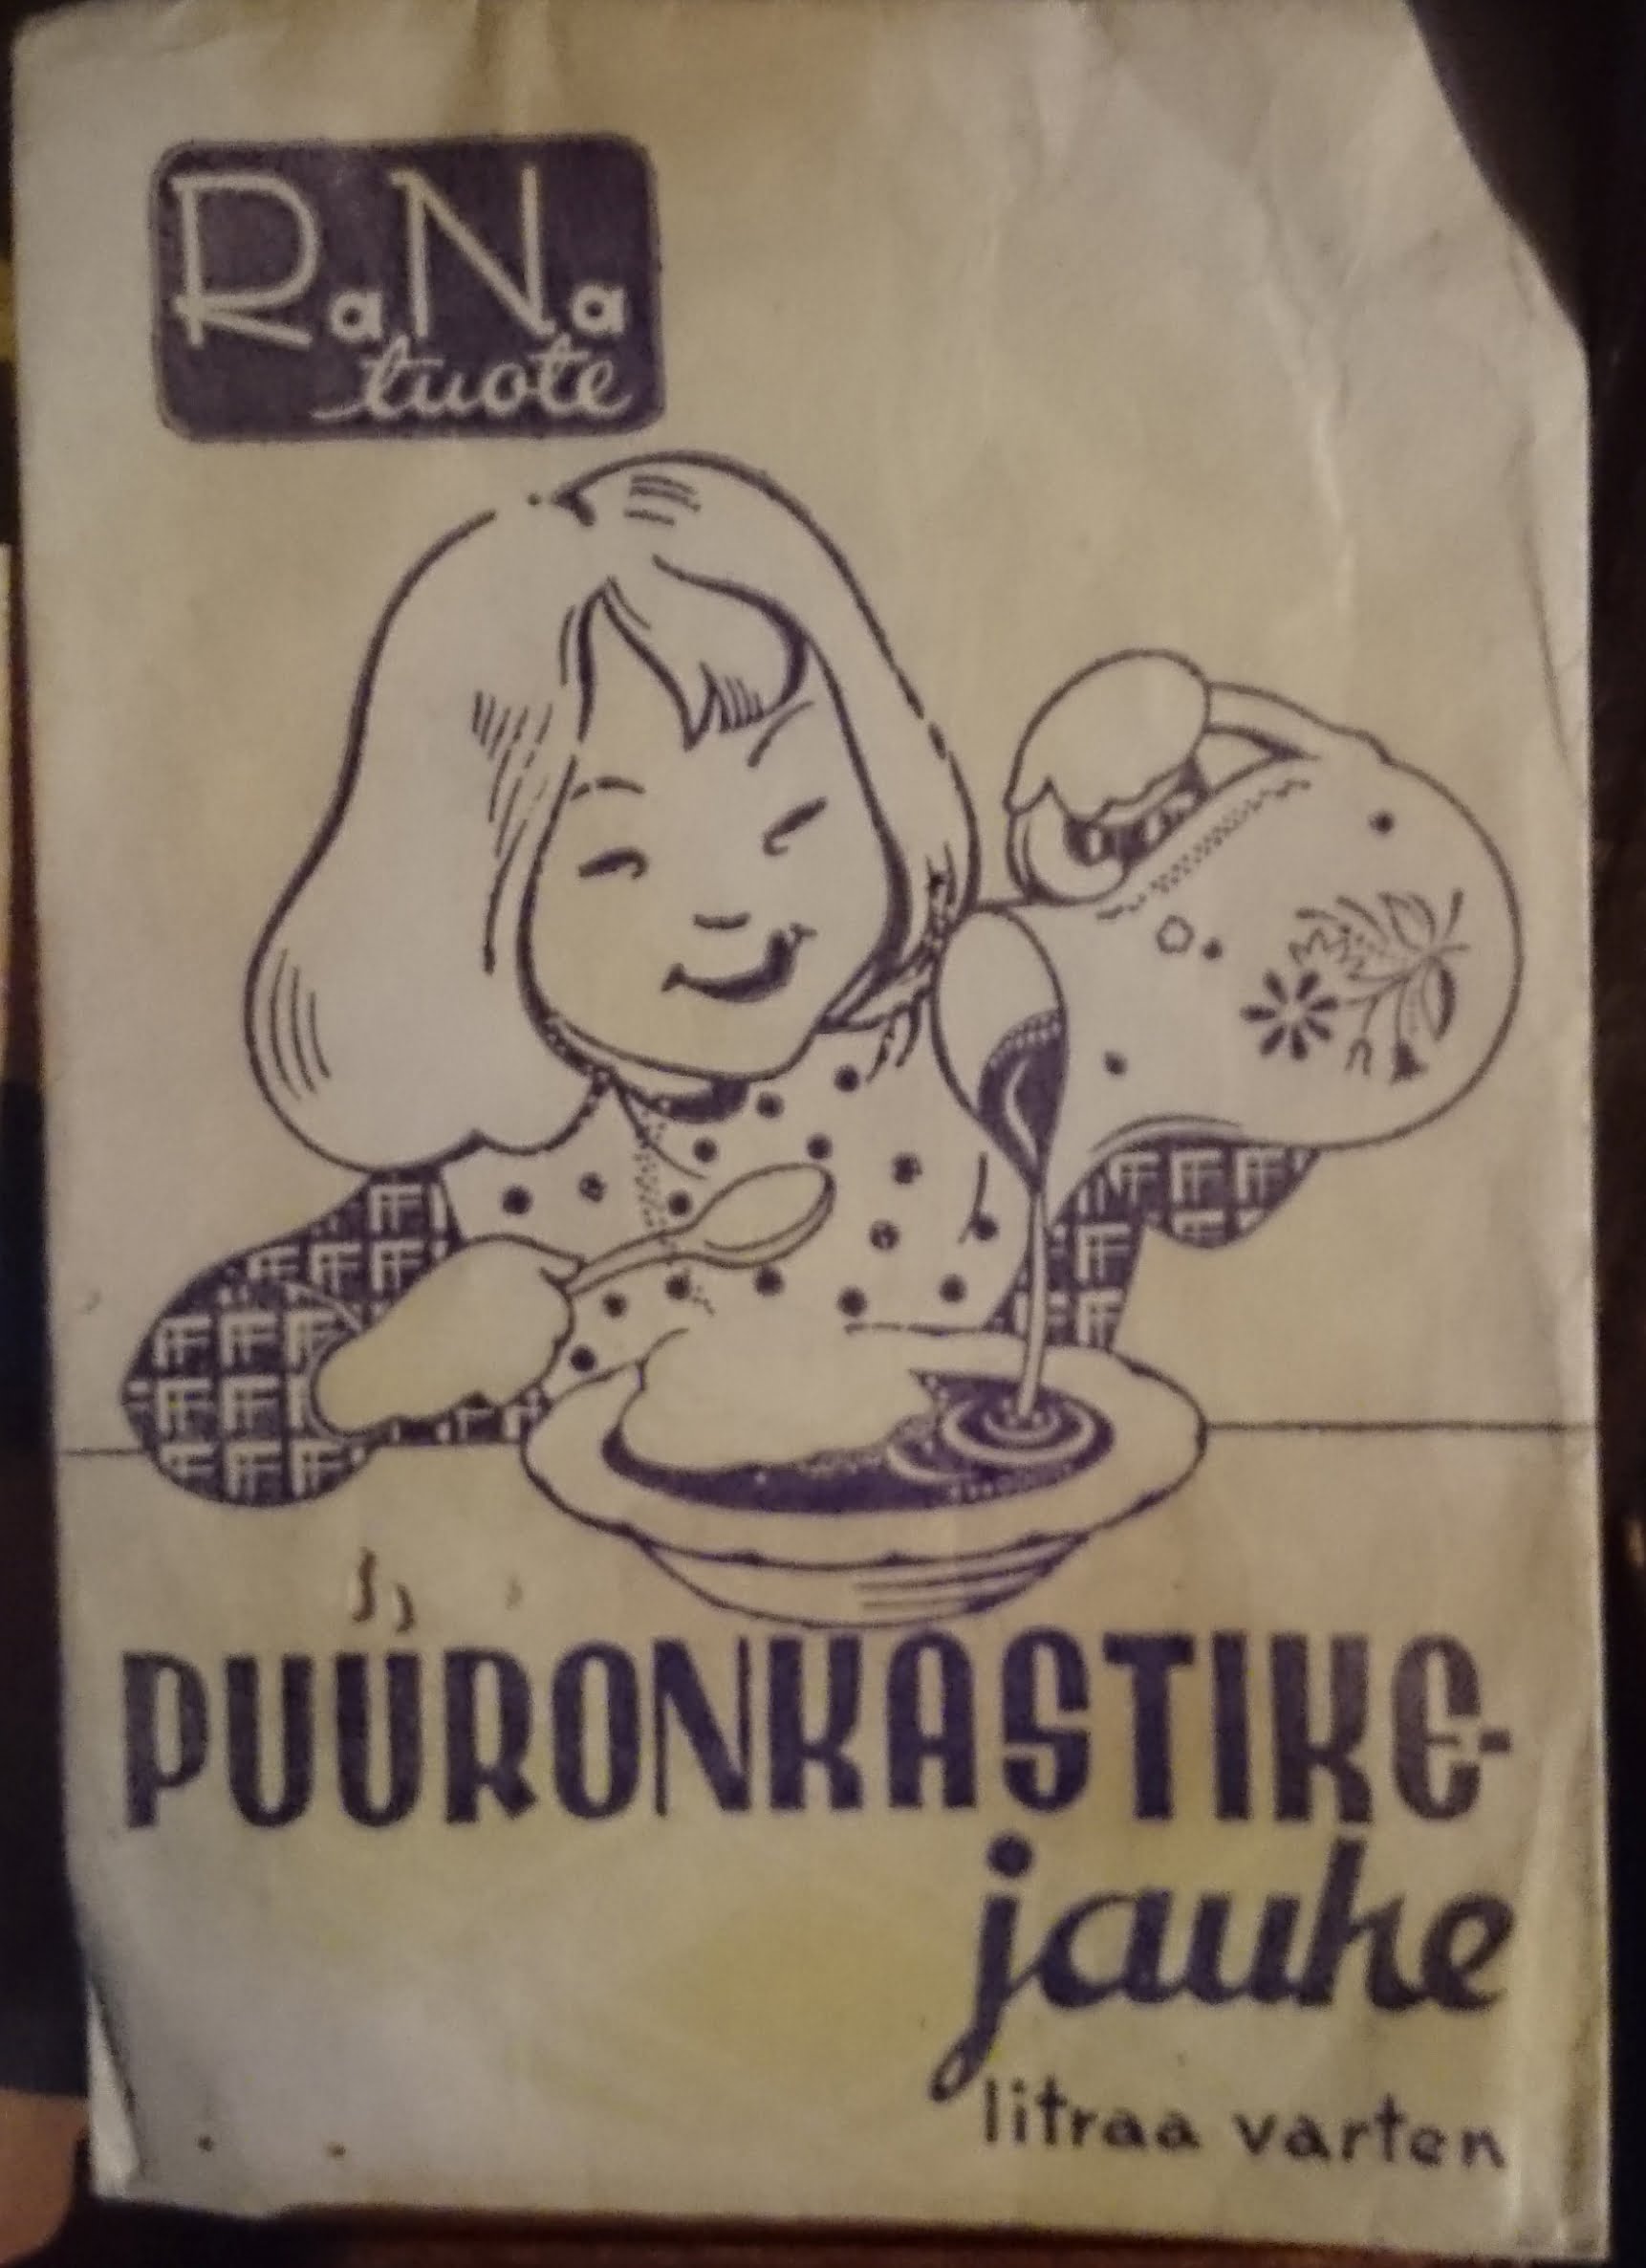 RaNa
tuote
PUURONKASTIKE-
jauhe
litraa varten